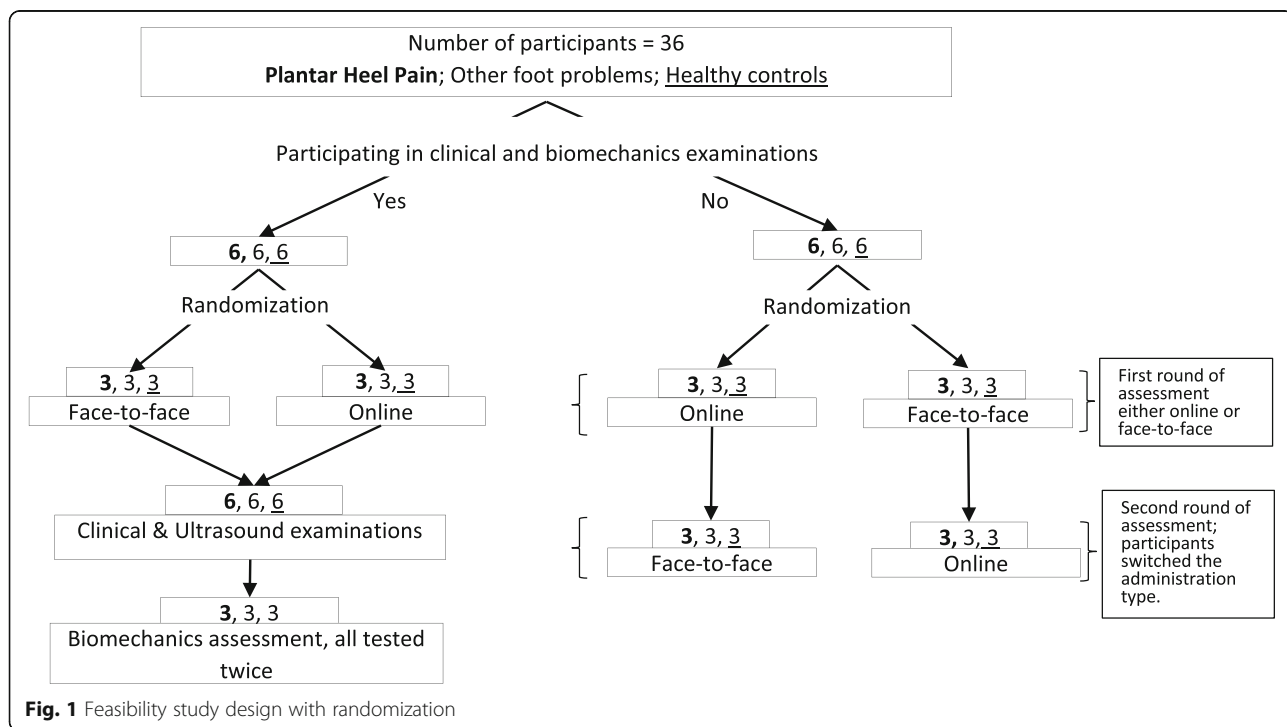 Number of participants = 36
Plantar Heel Pain; Other foot problems; Healthy controls
Participating in clinical and biomechanics examinations
Yes
No
6, 6, 6
6, 6, 6
Randomization
Randomization
3, 3, 3
Face-to-face
3, 3, 3
Online
3, 3, 3
Online
3, 3, 3
Face-to-face
First round of
assessment
either online or
face-to-face
6, 6, 6
Clinical & Ultrasound examinations
3, 3, 3
Face-to-face
3, 3, 3
Online
Second round of
assessment;
participants
switched the
administration
type.
3, 3, 3
Biomechanics assessment, all tested
twice
Fig. 1 Feasibility study design with randomization